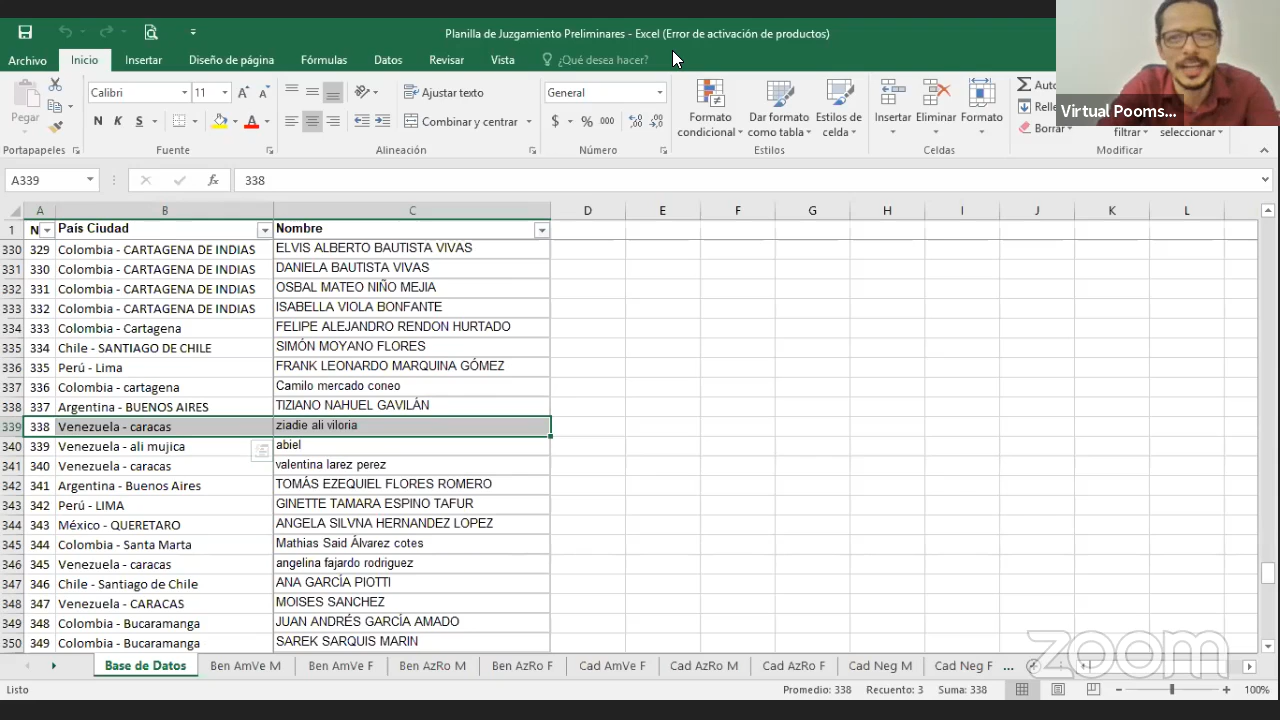 Planilla de Juzgamiento Preliminares - Excel (Error de activación de productos)
Archivo Inicio Insertar Diseño de página Fórmulas Datos Revisar Vista ¿Qué desea hacer?
Pegar
Calibri 11
N K S A
Ajustar texto
Combinar y centrar
General
$ % 000
Formato condicional
Dar formato como tabla
Estilos de celda
Insertar Eliminar Formato
Borrar
filtrar seleccionar
Virtual Pooms...
Portapapeles Fuente Alineación Número Estilos Celdas Modificar
A339 fx 338
A B C D E F G H I J K L
1 N País Ciudad Nombre
330 329 Colombia - CARTAGENA DE INDIAS ELVIS ALBERTO BAUTISTA VIVAS
331 330 Colombia - CARTAGENA DE INDIAS DANIELA BAUTISTA VIVAS
332 331 Colombia - CARTAGENA DE INDIAS OSBAL MATEO NIÑO MEJIA
333 332 Colombia - CARTAGENA DE INDIAS ISABELLA VIOLA BONFANTE
334 333 Colombia - Cartagena FELIPE ALEJANDRO RENDON HURTADO
335 334 Chile - SANTIAGO DE CHILE SIMÓN MOYANO FLORES
336 335 Perú - Lima FRANK LEONARDO MARQUINA GÓMEZ
337 336 Colombia - cartagena Camilo mercado coneo
338 337 Argentina - BUENOS AIRES TIZIANO NAHUEL GAVILÁN
339 338 Venezuela - caracas ziadie ali viloria
340 339 Venezuela - ali mujica abiel
341 340 Venezuela - caracas valentina larez perez
342 341 Argentina - Buenos Aires TOMÁS EZEQUIEL FLORES ROMERO
343 342 Perú - LIMA GINETTE TAMARA ESPINO TAFUR
344 343 México - QUERETARO ANGELA SILVNA HERNANDEZ LOPEZ
345 344 Colombia - Santa Marta Mathias Said Álvarez cotes
346 345 Venezuela - caracas angelina fajardo rodriguez
347 346 Chile - Santiago de Chile ANA GARCÍA PIOTTI
348 347 Venezuela - CARACAS MOISES SANCHEZ
349 348 Colombia - Bucaramanga JUAN ANDRÉS GARCÍA AMADO
350 349 Colombia - Bucaramanga SAREK SARQUIS MARIN
zoom
Base de Datos Ben AmVe M Ben AmVe F Ben AzRo M Ben AzRo F Cad AmVe F Cad AzRo M Cad AzRo F Cad Neg M Cad Neg F ...
Listo Promedio: 338 Recuento: 3 Suma: 338 100%